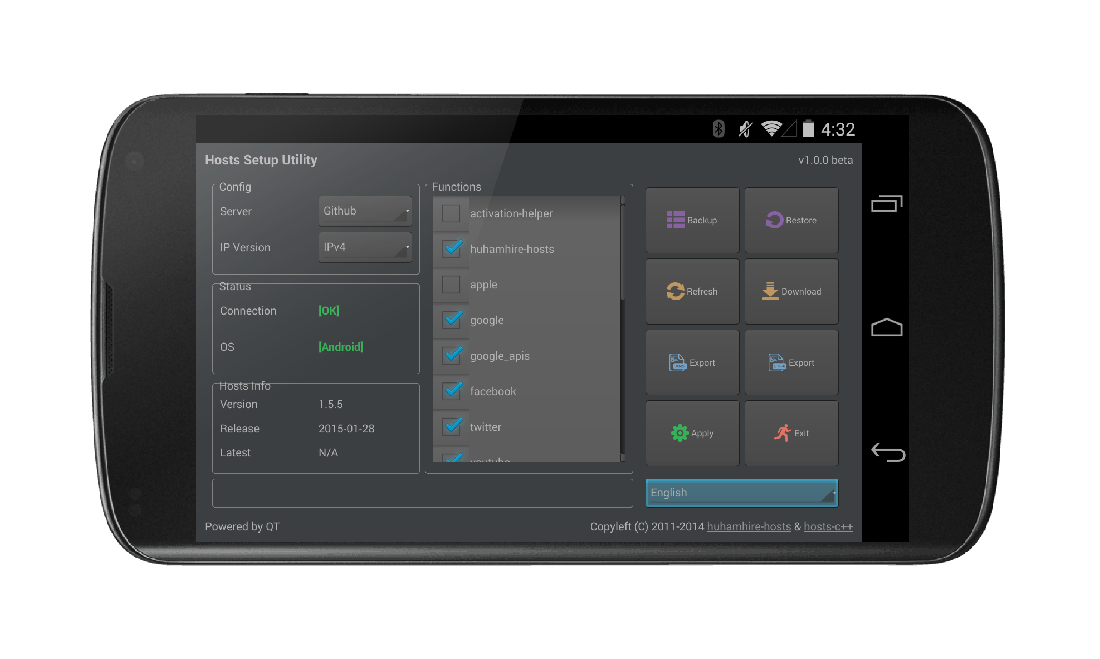 4:32
Hosts Setup Utility
v1.0.0 beta
Config
Server
Github
IP Version
IPv4
Status
Connection
[OK]
OS
[Android]
Hosts Info
Version
1.5.5
Release
2015-01-28
Latest
N/A
Functions
activation-helper
huhamhire-hosts
apple
google
google_apis
facebook
twitter
youtube
Backup
Restore
Refresh
Download
Export
Export
Apply
Exit
English
Powered by QT
Copyleft (C) 2011-2014 huhamhire-hosts & hosts-c++